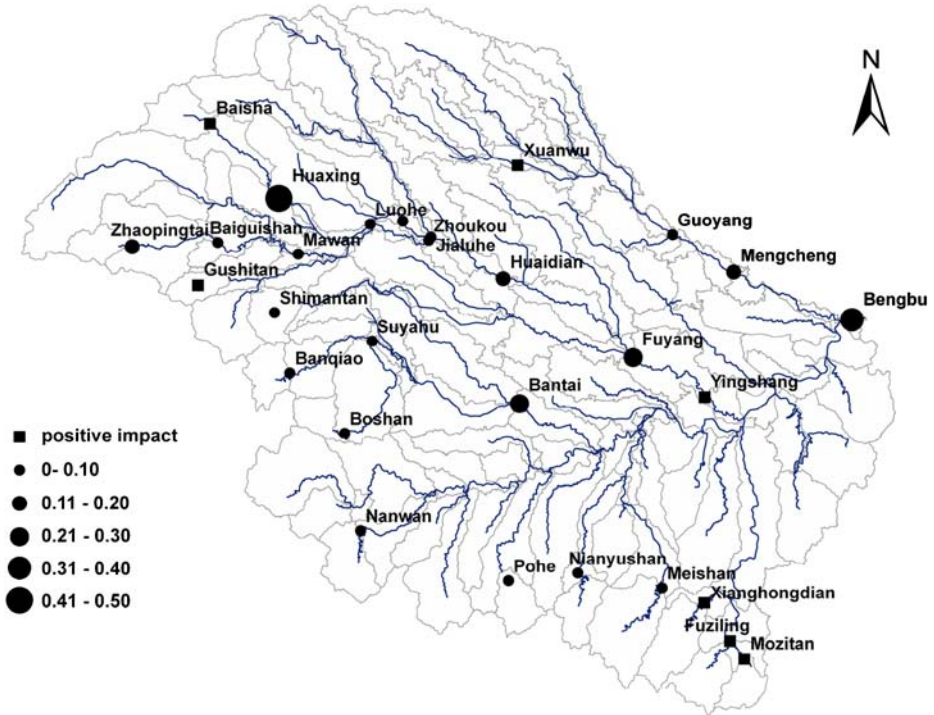 N
Baisha
Xuanwu
Huaxing
Luohe
Guoyang
Zhoukou
Zhaopingtai
Baiguishan
Mawan
Jialuhe
Mengcheng
Huaidian
Gushitan
Bengbu
Shimantan
Suyahu
Fuyang
Banqiao
Yingshang
Bantai
Boshan
positive impact
0- 0.10
0.11 - 0.20
0.21 - 0.30
0.31 - 0.40
0.41 - 0.50
Nanwan
Pohe
Nianyushan
Meishan
Xianghongdian
Fuziling
Mozitan